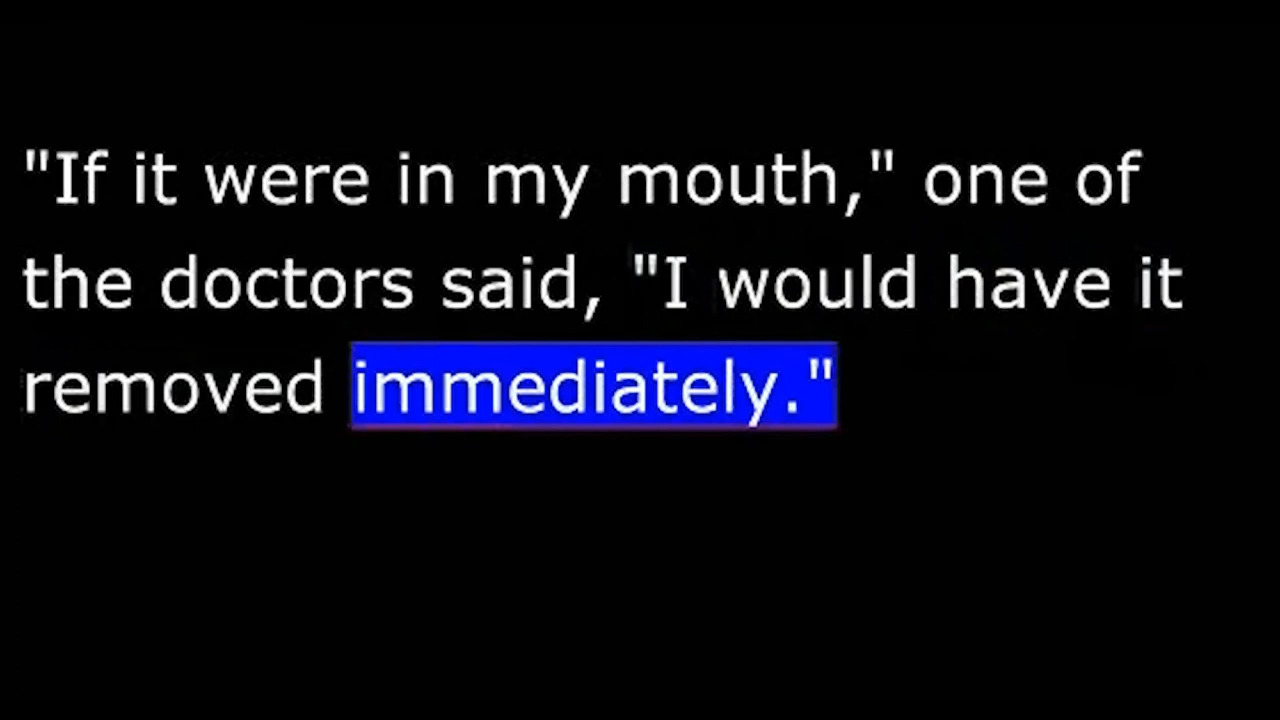 "If it were in my mouth," one of
the doctors said, "I would have it
removed immediately."